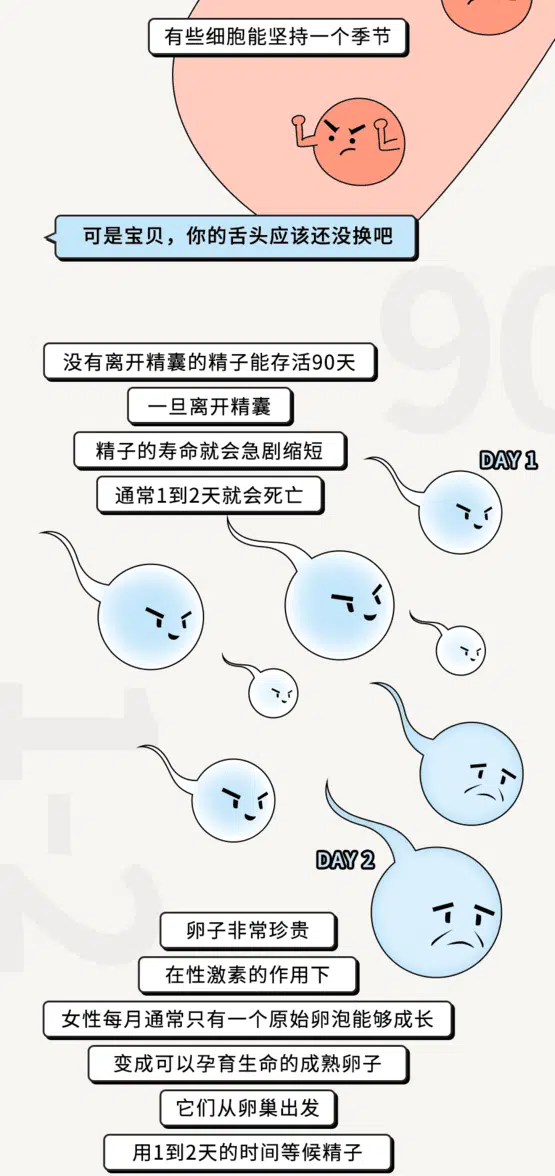 有些细胞能坚持一个季节
可是宝贝，你的舌头应该还没换吧
90
没有离开精囊的精子能存活90天
一旦离开精囊
精子的寿命就会急剧缩短
通常1到2天就会死亡
DAY 1
1-2
DAY 2
卵子非常珍贵
在性激素的作用下
女性每月通常只有一个原始卵泡能够成长
变成可以孕育生命的成熟卵子
它们从卵巢出发
用1到2天的时间等候精子